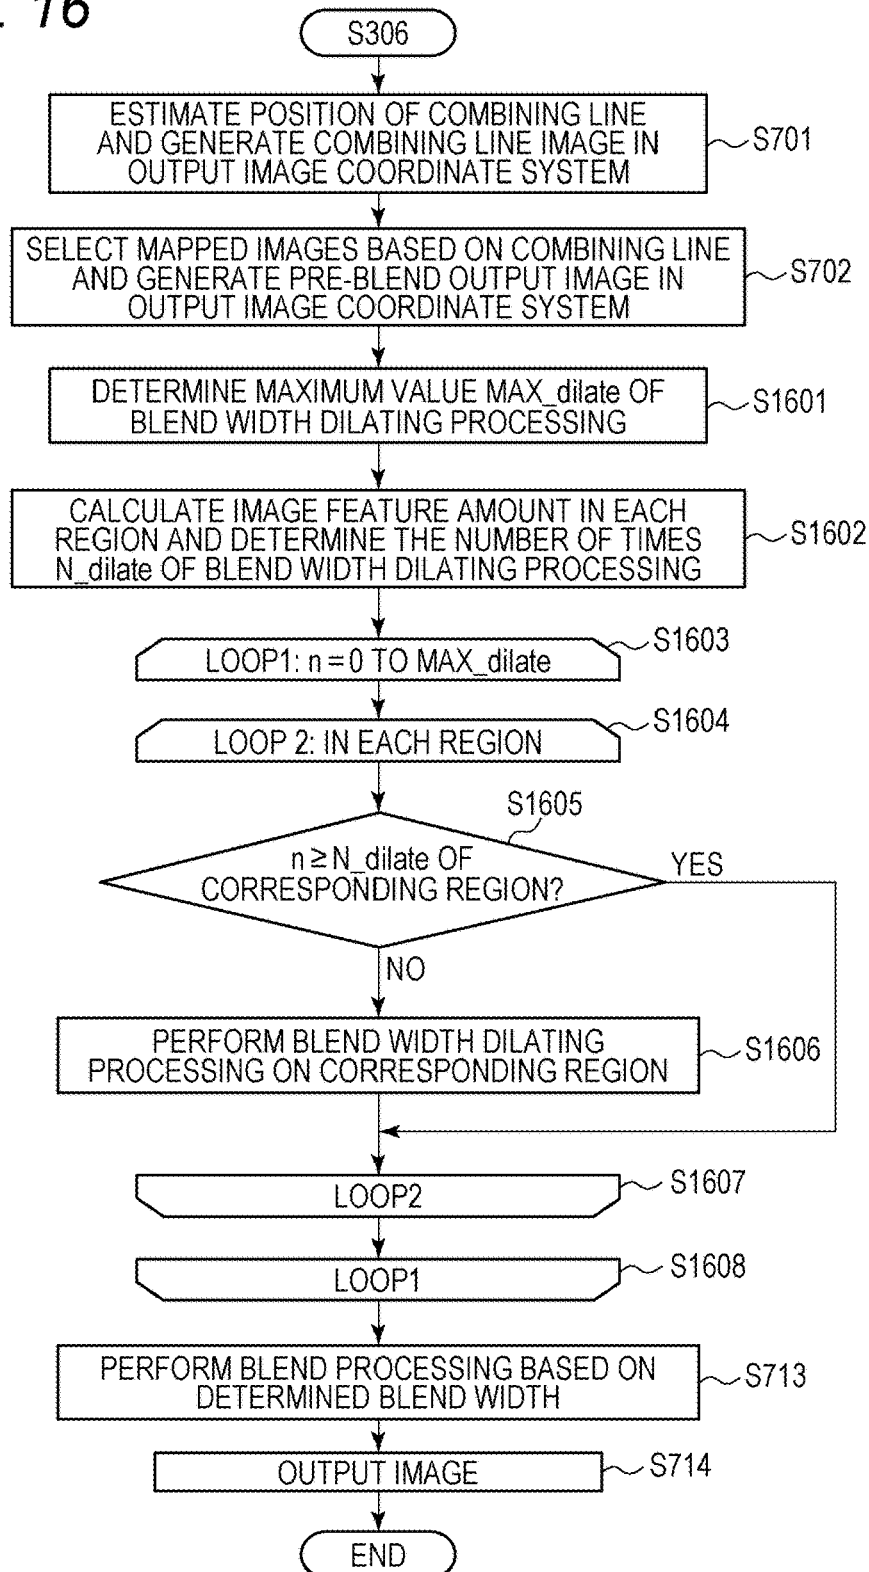 16
S306
ESTIMATE POSITION OF COMBINING LINE
AND GENERATE COMBINING LINE IMAGE IN
OUTPUT IMAGE COORDINATE SYSTEM
S701
SELECT MAPPED IMAGES BASED ON COMBINING LINE
AND GENERATE PRE-BLEND OUTPUT IMAGE IN
OUTPUT IMAGE COORDINATE SYSTEM
S702
DETERMINE MAXIMUM VALUE MAX_dilate OF
BLEND WIDTH DILATING PROCESSING
S1601
CALCULATE IMAGE FEATURE AMOUNT IN EACH
REGION AND DETERMINE THE NUMBER OF TIMES
N_dilate OF BLEND WIDTH DILATING PROCESSING
S1602
LOOP1: n = 0 TO MAX_dilate
S1603
LOOP 2: IN EACH REGION
S1604
S1605
n ≥ N_dilate OF
CORRESPONDING REGION?
YES
NO
PERFORM BLEND WIDTH DILATING
PROCESSING ON CORRESPONDING REGION
S1606
LOOP2
S1607
LOOP1
S1608
PERFORM BLEND PROCESSING BASED ON
DETERMINED BLEND WIDTH
S713
OUTPUT IMAGE
S714
END